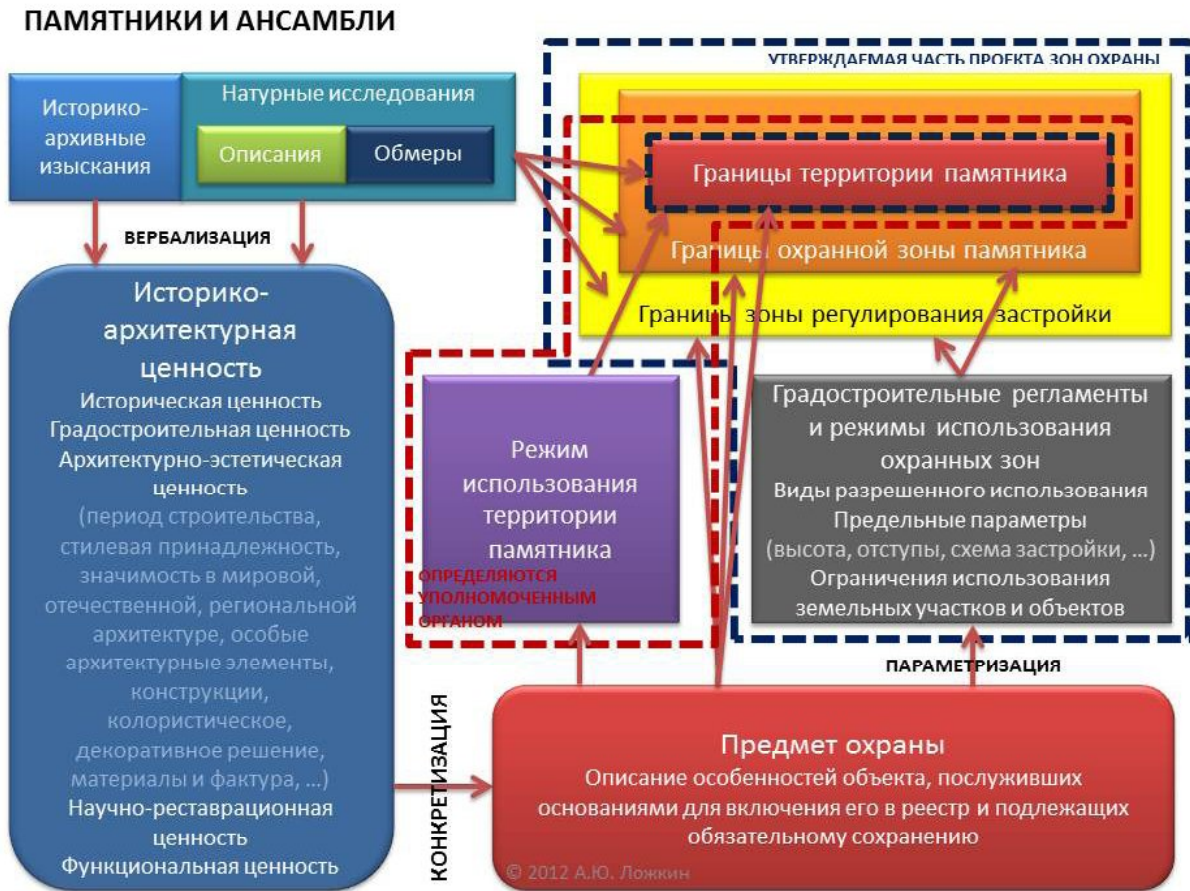 ПАМЯТНИКИ И АНСАМБЛИ
Историко-
архивные
изыскания
Натурные исследования
Описания
Обмеры
ВЕРБАЛИЗАЦИЯ
Историко-
архитектурная
ценность
Историческая ценность
Градостроительная ценность
Архитектурно-эстетическая
ценность
(период строительства,
стилевая принадлежность,
значимость в мировой,
отечественной, региональной
архитектуре, особые
архитектурные элементы,
конструкции,
колористическое,
декоративное решение,
материалы и фактура, ...)
Научно-реставрационная
ценность
Функциональная ценность
УТВЕРЖДАЕМАЯ ЧАСТЬ ПРОЕКТА ЗОН ОХРАНЫ
Границы территории памятника
Границы охранной зоны памятника
Границы зоны регулирования застройки
Режим
использования
территории
памятника
ОПРЕДЕЛЯЮТСЯ
УПОЛНОМОЧЕННЫМ
ОРГАНОМ
Градостроительные регламенты
и режимы использования
охранных зон
Виды разрешенного использования
Предельные параметры
(высота, отступы, схема застройки, ...)
Ограничения использования
земельных участков и объектов
ПАРАМЕТРИЗАЦИЯ
КОНКРЕТИЗАЦИЯ
Предмет охраны
Описание особенностей объекта, послуживших
основаниями для включения его в реестр и подлежащих
обязательному сохранению
© 2012 А.Ю. Ложкин